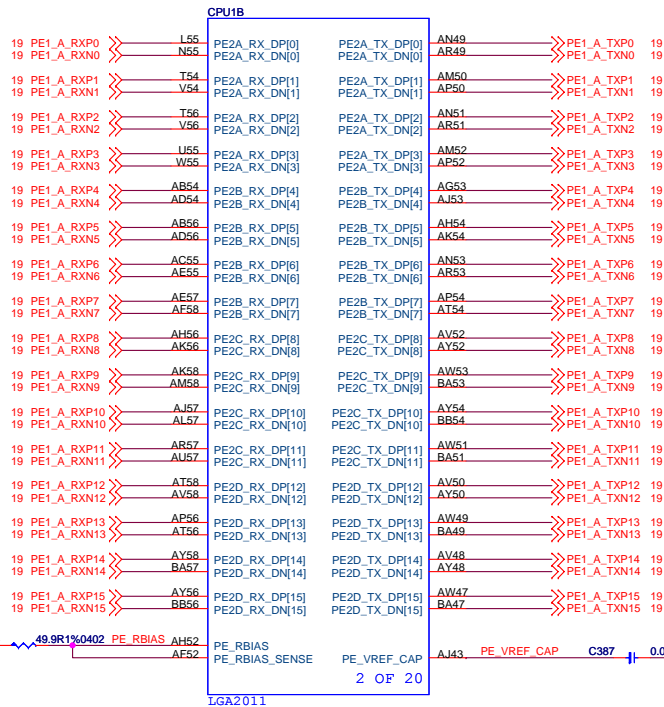 CPU1B
19 PE1_A_RXP0 L55 PE2A_RX_DP[0] PE2A_TX_DP[0] AN49 PE1_A_TXP0 19
19 PE1_A_RXN0 N55 PE2A_RX_DN[0] PE2A_TX_DN[0] AR49 PE1_A_TXN0 19
19 PE1_A_RXP1 T54 PE2A_RX_DP[1] PE2A_TX_DP[1] AM50 PE1_A_TXP1 19
19 PE1_A_RXN1 V54 PE2A_RX_DN[1] PE2A_TX_DN[1] AP50 PE1_A_TXN1 19
19 PE1_A_RXP2 T56 PE2A_RX_DP[2] PE2A_TX_DP[2] AN51 PE1_A_TXP2 19
19 PE1_A_RXN2 V56 PE2A_RX_DN[2] PE2A_TX_DN[2] AR51 PE1_A_TXN2 19
19 PE1_A_RXP3 U55 PE2A_RX_DP[3] PE2A_TX_DP[3] AM52 PE1_A_TXP3 19
19 PE1_A_RXN3 W55 PE2A_RX_DN[3] PE2A_TX_DN[3] AP52 PE1_A_TXN3 19
19 PE1_A_RXP4 AB54 PE2B_RX_DP[4] PE2B_TX_DP[4] AG53 PE1_A_TXP4 19
19 PE1_A_RXN4 AD54 PE2B_RX_DN[4] PE2B_TX_DN[4] AJ53 PE1_A_TXN4 19
19 PE1_A_RXP5 AB56 PE2B_RX_DP[5] PE2B_TX_DP[5] AH54 PE1_A_TXP5 19
19 PE1_A_RXN5 AD56 PE2B_RX_DN[5] PE2B_TX_DN[5] AK54 PE1_A_TXN5 19
19 PE1_A_RXP6 AC55 PE2B_RX_DP[6] PE2B_TX_DP[6] AN53 PE1_A_TXP6 19
19 PE1_A_RXN6 AE55 PE2B_RX_DN[6] PE2B_TX_DN[6] AR53 PE1_A_TXN6 19
19 PE1_A_RXP7 AE57 PE2B_RX_DP[7] PE2B_TX_DP[7] AP54 PE1_A_TXP7 19
19 PE1_A_RXN7 AF58 PE2B_RX_DN[7] PE2B_TX_DN[7] AT54 PE1_A_TXN7 19
19 PE1_A_RXP8 AH56 PE2C_RX_DP[8] PE2C_TX_DP[8] AV52 PE1_A_TXP8 19
19 PE1_A_RXN8 AK56 PE2C_RX_DN[8] PE2C_TX_DN[8] AY52 PE1_A_TXN8 19
19 PE1_A_RXP9 AK58 PE2C_RX_DP[9] PE2C_TX_DP[9] AW53 PE1_A_TXP9 19
19 PE1_A_RXN9 AM58 PE2C_RX_DN[9] PE2C_TX_DN[9] BA53 PE1_A_TXN9 19
19 PE1_A_RXP10 AJ57 PE2C_RX_DP[10] PE2C_TX_DP[10] AY54 PE1_A_TXP10 19
19 PE1_A_RXN10 AL57 PE2C_RX_DN[10] PE2C_TX_DN[10] BB54 PE1_A_TXN10 19
19 PE1_A_RXP11 AR57 PE2C_RX_DP[11] PE2C_TX_DP[11] AW51 PE1_A_TXP11 19
19 PE1_A_RXN11 AU57 PE2C_RX_DN[11] PE2C_TX_DN[11] BA51 PE1_A_TXN11 19
19 PE1_A_RXP12 AT58 PE2D_RX_DP[12] PE2D_TX_DP[12] AV50 PE1_A_TXP12 19
19 PE1_A_RXN12 AV58 PE2D_RX_DN[12] PE2D_TX_DN[12] AY50 PE1_A_TXN12 19
19 PE1_A_RXP13 AP56 PE2D_RX_DP[13] PE2D_TX_DP[13] AW49 PE1_A_TXP13 19
19 PE1_A_RXN13 AT56 PE2D_RX_DN[13] PE2D_TX_DN[13] BA49 PE1_A_TXN13 19
19 PE1_A_RXP14 AY58 PE2D_RX_DP[14] PE2D_TX_DP[14] AV48 PE1_A_TXP14 19
19 PE1_A_RXN14 BA57 PE2D_RX_DN[14] PE2D_TX_DN[14] AY48 PE1_A_TXN14 19
19 PE1_A_RXP15 AY56 PE2D_RX_DP[15] PE2D_TX_DP[15] AW47 PE1_A_TXP15 19
19 PE1_A_RXN15 BB56 PE2D_RX_DN[15] PE2D_TX_DN[15] BA47 PE1_A_TXN15 19
49.9R1%0402 PE_RBIAS AH52 PE_RBIAS
AF52 PE_RBIAS_SENSE PE_VREF_CAP AJ43 PE_VREF_CAP C387 0.0
2 OF 20
LGA2011